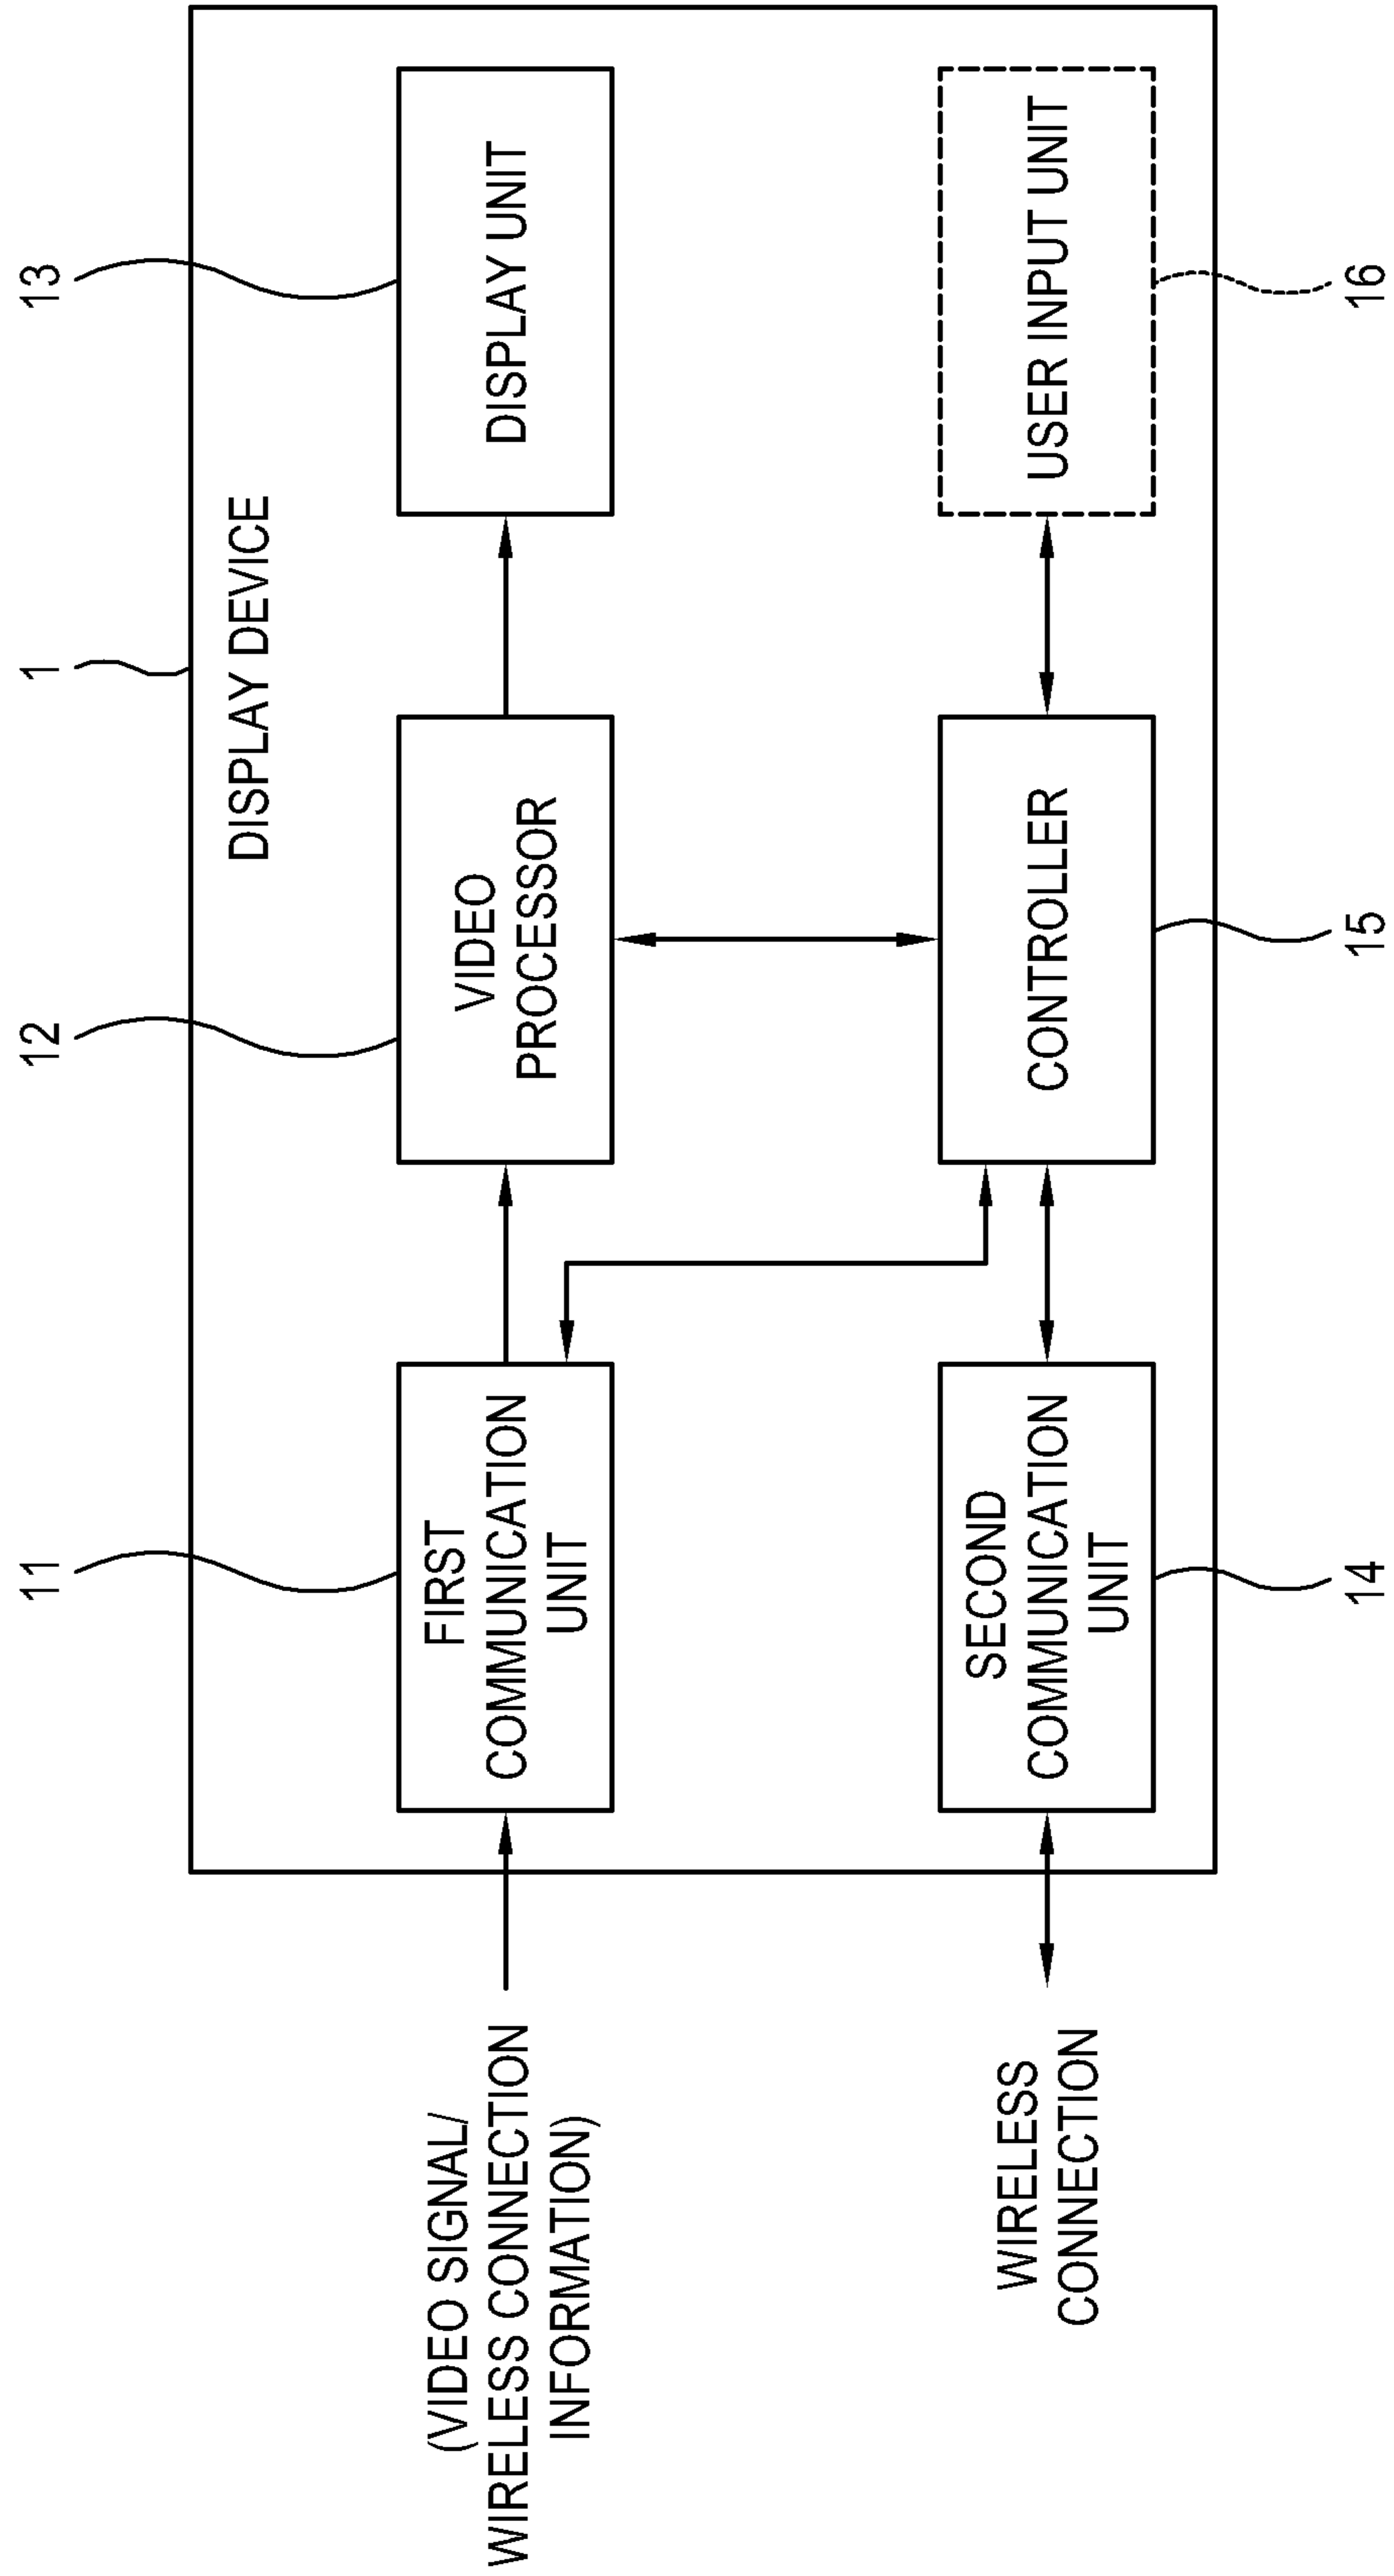 1
DISPLAY DEVICE
11
12
13
(VIDEO SIGNAL/
WIRELESS CONNECTION
INFORMATION)
FIRST
COMMUNICATION
UNIT
VIDEO
PROCESSOR
DISPLAY UNIT
WIRELESS
CONNECTION
SECOND
COMMUNICATION
UNIT
CONTROLLER
USER INPUT UNIT
14
15
16